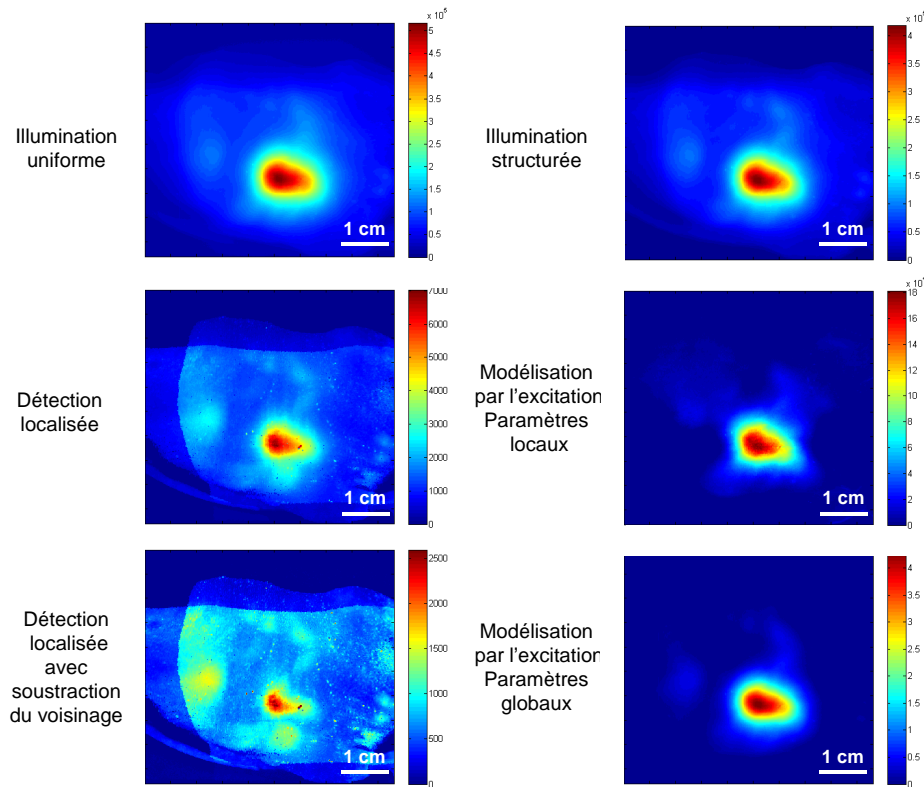 x 10⁵
5
4.5
4
3.5
3
2.5
2
1.5
1
0.5
0
Illumination
uniforme
1 cm
x 10
4
3.5
3
2.5
2
1.5
1
0.5
0
Illumination
structurée
1 cm
7000
6000
5000
4000
3000
2000
1000
0
Détection
localisée
1 cm
x 10
18
16
14
12
10
8
6
4
2
0
Modélisation
par l'excitation
Paramètres
locaux
1 cm
2500
2000
1500
1000
500
0
Détection
localisée
avec
soustraction
du voisinage
1 cm
x 10
4
3.5
3
2.5
2
1.5
1
0.5
0
Modélisation
par l'excitation
Paramètres
globaux
1 cm